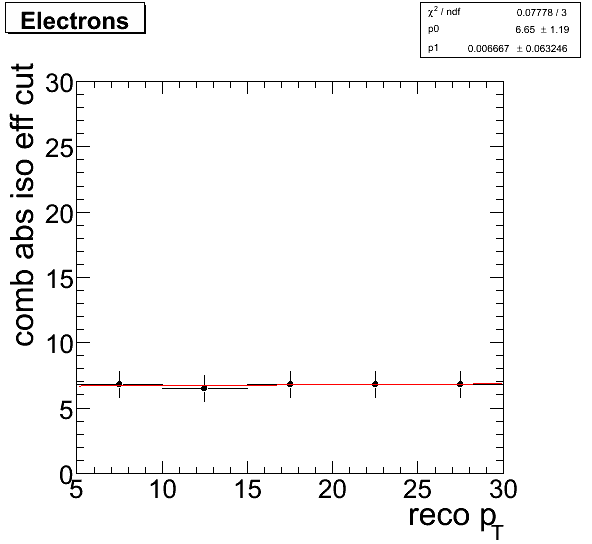 Electrons
χ² / ndf 0.07778 / 3
p0 6.65 ± 1.19
p1 0.006667 ± 0.063246
comb abs iso eff cut
30
25
20
15
10
5
0
5 10 15 20 25 30
reco p_T